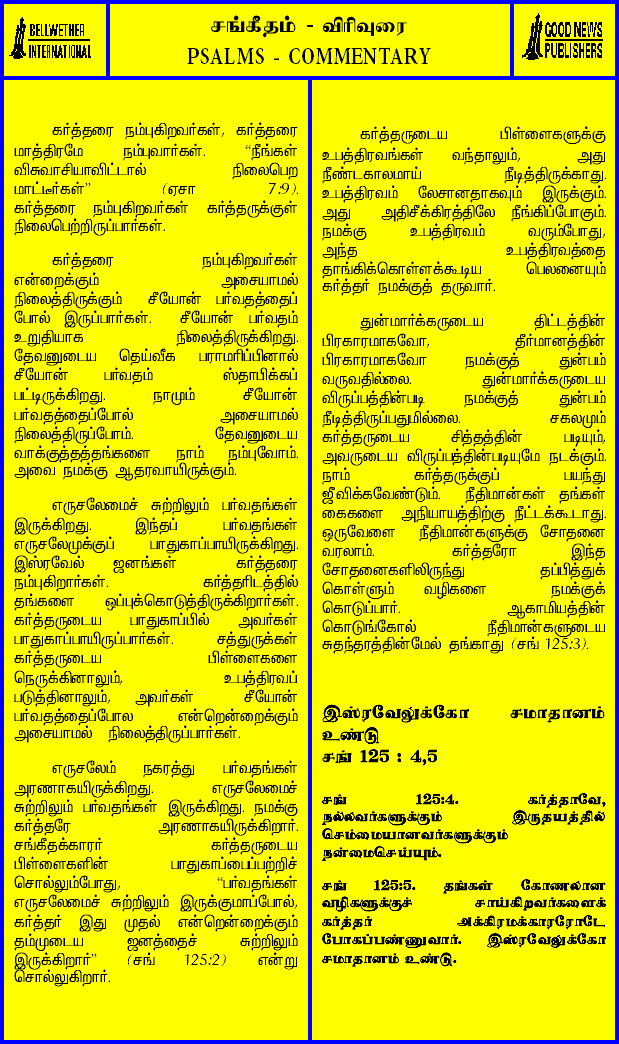 BELLWETHER
INTERNATIONAL
சங்கீதம் - விரிவுரை
PSALMS - COMMENTARY
GOOD NEWS
PUBLISHERS
கர்த்தரை நம்புகிறவர்கள், கர்த்தரை
மாத்திரமே நம்புவார்கள். “நீங்கள்
விசுவாசியாவிட்டால் நிலைபெற
மாட்டீர்கள்” (ஏசா 7:9).
கர்த்தரை நம்புகிறவர்கள் கர்த்தருக்குள்
நிலைபெற்றிருப்பார்கள்.
கர்த்தரை நம்புகிறவர்கள்
என்றைக்கும் அசையாமல்
நிலைத்திருக்கும் சீயோன் பர்வதத்தைப்
போல் இருப்பார்கள். சீயோன் பர்வதம்
உறுதியாக நிலைத்திருக்கிறது.
தேவனுடைய தெய்வீக பராமரிப்பினால்
சீயோன் பர்வதம் ஸ்தாபிக்கப்
பட்டிருக்கிறது. நாமும் சீயோன்
பர்வதத்தைப்போல் அசையாமல்
நிலைத்திருப்போம். தேவனுடைய
வாக்குத்தத்தங்களை நாம் நம்புவோம்.
அவை நமக்கு ஆதரவாயிருக்கும்.
எருசலேமைச் சுற்றிலும் பர்வதங்கள்
இருக்கிறது. இந்தப் பர்வதங்கள்
எருசலேமுக்குப் பாதுகாப்பாயிருக்கிறது.
இஸ்ரவேல் ஜனங்கள் கர்த்தரை
நம்புகிறார்கள். கர்த்தரிடத்தில்
தங்களை ஒப்புக்கொடுத்திருக்கிறார்கள்.
கர்த்தருடைய பாதுகாப்பில் அவர்கள்
பாதுகாப்பாயிருப்பார்கள். சத்துருக்கள்
கர்த்தருடைய பிள்ளைகளை
நெருக்கினாலும், உபத்திரவப்
படுத்தினாலும், அவர்கள் சீயோன்
பர்வதத்தைப்போல என்றென்றைக்கும்
அசையாமல் நிலைத்திருப்பார்கள்.
எருசலேம் நகரத்து பர்வதங்கள்
அரணாகயிருக்கிறது. எருசலேமைச்
சுற்றிலும் பர்வதங்கள் இருக்கிறது. நமக்கு
கர்த்தரே அரணாகயிருக்கிறார்.
சங்கீதக்காரர் கர்த்தருடைய
பிள்ளைகளின் பாதுகாப்பைப்பற்றிச்
சொல்லும்போது, “பர்வதங்கள்
எருசலேமைச் சுற்றிலும் இருக்குமாப்போல்,
கர்த்தர் இது முதல் என்றென்றைக்கும்
தம்முடைய ஜனத்தைச் சுற்றிலும்
இருக்கிறார்” (சங் 125:2) என்று
சொல்லுகிறார்.
கர்த்தருடைய பிள்ளைகளுக்கு
உபத்திரவங்கள் வந்தாலும், அது
நீண்டகாலமாய் நீடித்திருக்காது.
உபத்திரவம் லேசானதாகவும் இருக்கும்.
அது அதிசீக்கிரத்திலே நீங்கிப்போகும்.
நமக்கு உபத்திரவம் வரும்போது,
அந்த உபத்திரவத்தை
தாங்கிக்கொள்ளக்கூடிய பெலனையும்
கர்த்தர் நமக்குத் தருவார்.
துன்மார்க்கருடைய திட்டத்தின்
பிரகாரமாகவோ, தீர்மானத்தின்
பிரகாரமாகவோ நமக்குத் துன்பம்
வருவதில்லை. துன்மார்க்கருடைய
விருப்பத்தின்படி நமக்குத் துன்பம்
நீடித்திருப்பதுமில்லை. சகலமும்
கர்த்தருடைய சித்தத்தின் படியும்,
அவருடைய விருப்பத்தின்படியுமே நடக்கும்.
நாம் கர்த்தருக்குப் பயந்து
ஜீவிக்கவேண்டும். நீதிமான்கள் தங்கள்
கைகளை அநியாயத்திற்கு நீட்டக்கூடாது.
ஒருவேளை நீதிமான்களுக்கு சோதனை
வரலாம். கர்த்தரோ இந்த
சோதனைகளிலிருந்து தப்பித்துக்
கொள்ளும் வழிகளை நமக்குக்
கொடுப்பார். ஆகாமியத்தின்
கொடுங்கோல் நீதிமான்களுடைய
சுதந்தரத்தின்மேல் தங்காது (சங் 125:3).
இஸ்ரவேலுக்கோ சமாதானம்
உண்டு
சங் 125 : 4,5
சங் 125:4. கர்த்தாவே,
நல்லவர்களுக்கும் இருதயத்தில்
செம்மையானவர்களுக்கும்
நன்மைசெய்யும்.
சங் 125:5. தங்கள் கோணலான
வழிகளுக்குச் சாய்கிறவர்களைக்
கர்த்தர் அக்கிரமக்காரரோடே
போகப்பண்ணுவார். இஸ்ரவேலுக்கோ
சமாதானம் உண்டு.